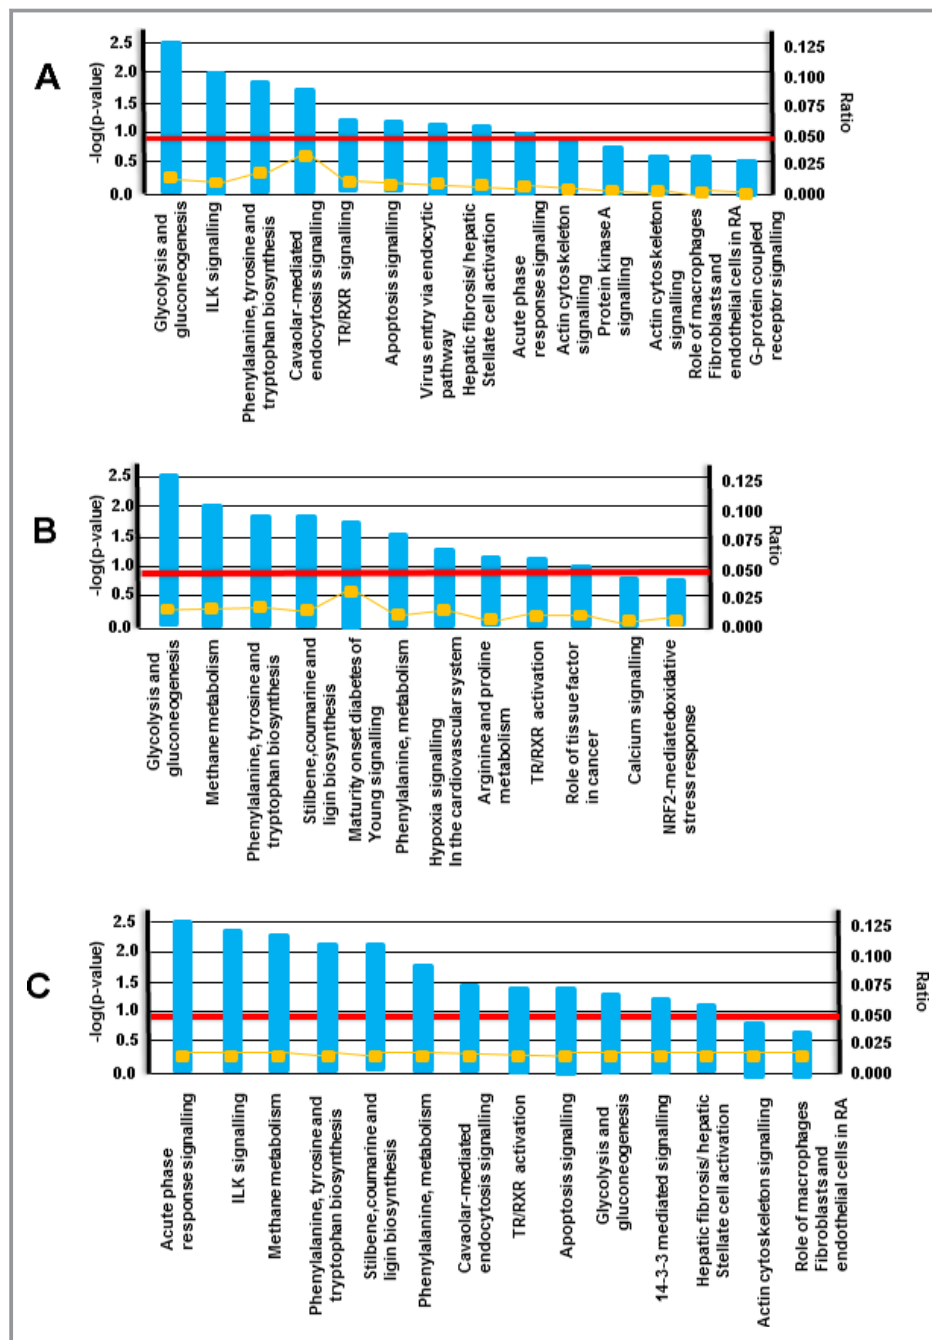 A
-log(p-value)
2.5
2.0
1.5
1.0
0.5
0.0
0.125
0.100
0.075
0.050
0.025
0.000
Ratio
Glycolysis and
gluconeogenesis
ILK signalling
Phenylalanine, tyrosine and
tryptophan biosynthesis
Cavaolar-mediated
endocytosis signalling
TR/RXR signalling
Apoptosis signalling
Virus entry via endocytic
pathway
Hepatic fibrosis/ hepatic
Stellate cell activation
Acute phase
response signalling
Actin cytoskeleton
signalling
Protein kinase A
signalling
Actin cytoskeleton
signalling
Role of macrophages
Fibroblasts and
endothelial cells in RA
G-protein coupled
receptor signalling
B
-log(p-value)
2.5
2.0
1.5
1.0
0.5
0.0
0.125
0.100
0.075
0.050
0.025
0.000
Ratio
Glycolysis and
gluconeogenesis
Methane metabolism
Phenylalanine, tyrosine and
tryptophan biosynthesis
Stilbene,coumarine and
ligin biosynthesis
Maturity onset diabetes of
Young signalling
Phenylalanine, metabolism
Hypoxia signalling
In the cardiovascular system
Arginine and proline
metabolism
TR/RXR activation
Role of tissue factor
in cancer
Calcium signalling
NRF2-mediatedoxidative
stress response
C
-log(p-value)
2.5
2.0
1.5
1.0
0.5
0.0
0.125
0.100
0.075
0.050
0.025
0.000
Ratio
Acute phase
response signalling
ILK signalling
Methane metabolism
Phenylalanine, tyrosine and
tryptophan biosynthesis
Stilbene,coumarine and
ligin biosynthesis
Phenylalanine, metabolism
Cavaolar-mediated
endocytosis signalling
TR/RXR activation
Apoptosis signalling
Glycolysis and
gluconeogenesis
14-3-3 mediated signalling
Hepatic fibrosis/ hepatic
Stellate cell activation
Actin cytoskeleton signalling
Role of macrophages
Fibroblasts and
endothelial cells in RA